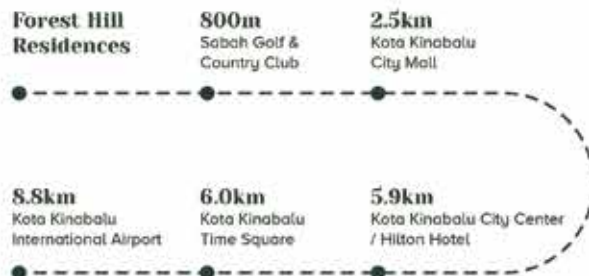 Forest Hill
Residences
800m
Sabah Golf &
Country Club
2.5km
Kota Kinabalu
City Mall
8.8km
Kota Kinabalu
International Airport
6.0km
Kota Kinabalu
Time Square
5.9km
Kota Kinabalu City Center
/ Hilton Hotel